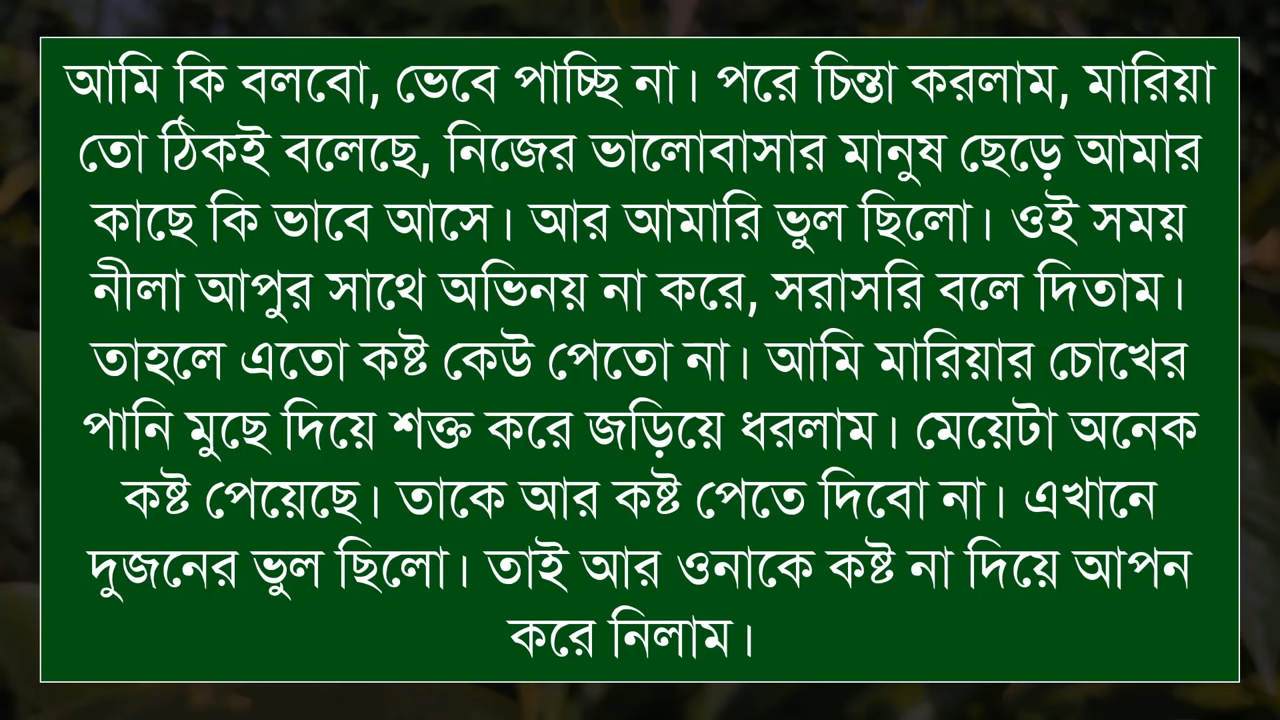 আমি কি বলবো, ভেবে পাচ্ছি না। পরে চিন্তা করলাম, মারিয়া
তো ঠিকই বলেছে, নিজের ভালোবাসার মানুষ ছেড়ে আমার
কাছে কি ভাবে আসে। আর আমারি ভুল ছিলো। ওই সময়
নীলা আপুর সাথে অভিনয় না করে, সরাসরি বলে দিতাম।
তাহলে এতো কষ্ট কেউ পেতো না। আমি মারিয়ার চোখের
পানি মুছে দিয়ে শক্ত করে জড়িয়ে ধরলাম। মেয়েটা অনেক
কষ্ট পেয়েছে। তাকে আর কষ্ট পেতে দিবো না। এখানে
দুজনের ভুল ছিলো। তাই আর ওনাকে কষ্ট না দিয়ে আপন
করে নিলাম।